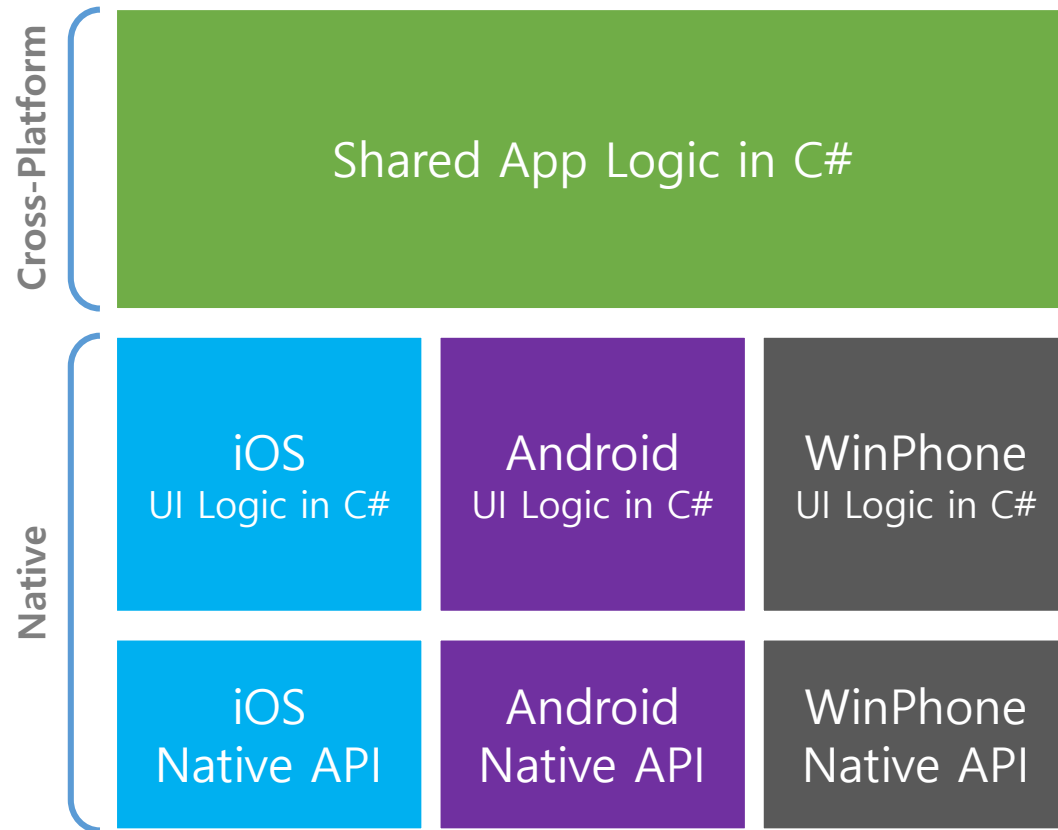 Cross-Platform
Shared App Logic in C#
Native
iOS
UI Logic in C#
Android
UI Logic in C#
WinPhone
UI Logic in C#
iOS
Native API
Android
Native API
WinPhone
Native API